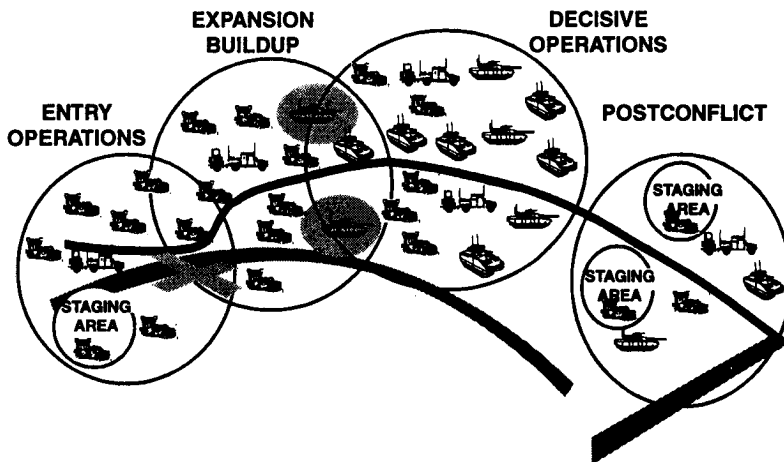 EXPANSION
BUILDUP
DECISIVE
OPERATIONS
ENTRY
OPERATIONS
POSTCONFLICT
STAGING
AREA
STAGING
AREA
STAGING
AREA